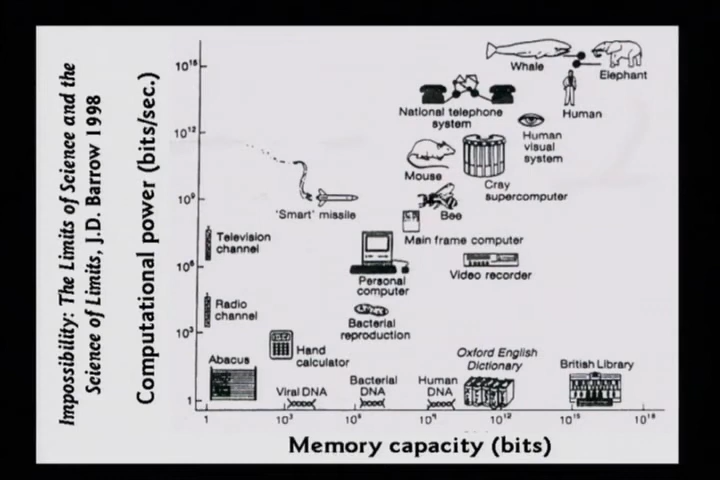 Impossibility: The Limits of Science and the
Science of Limits, J.D. Barrow 1998
Computational power (bits/sec.)
10¹⁵
10¹²
10⁹
10⁶
10³
1
Whale
Elephant
National telephone
system
Human
Human
visual
system
Mouse
Cray
supercomputer
'Smart' missile
Bee
Main frame computer
Television
channel
Personal
computer
Video recorder
Radio
channel
Bacterial
reproduction
Hand
calculator
Abacus
Oxford English
Dictionary
British Library
Viral DNA
Bacterial
DNA
Human
DNA
1
10³
10⁶
10⁹
10¹²
10¹⁵
10¹⁸
Memory capacity (bits)